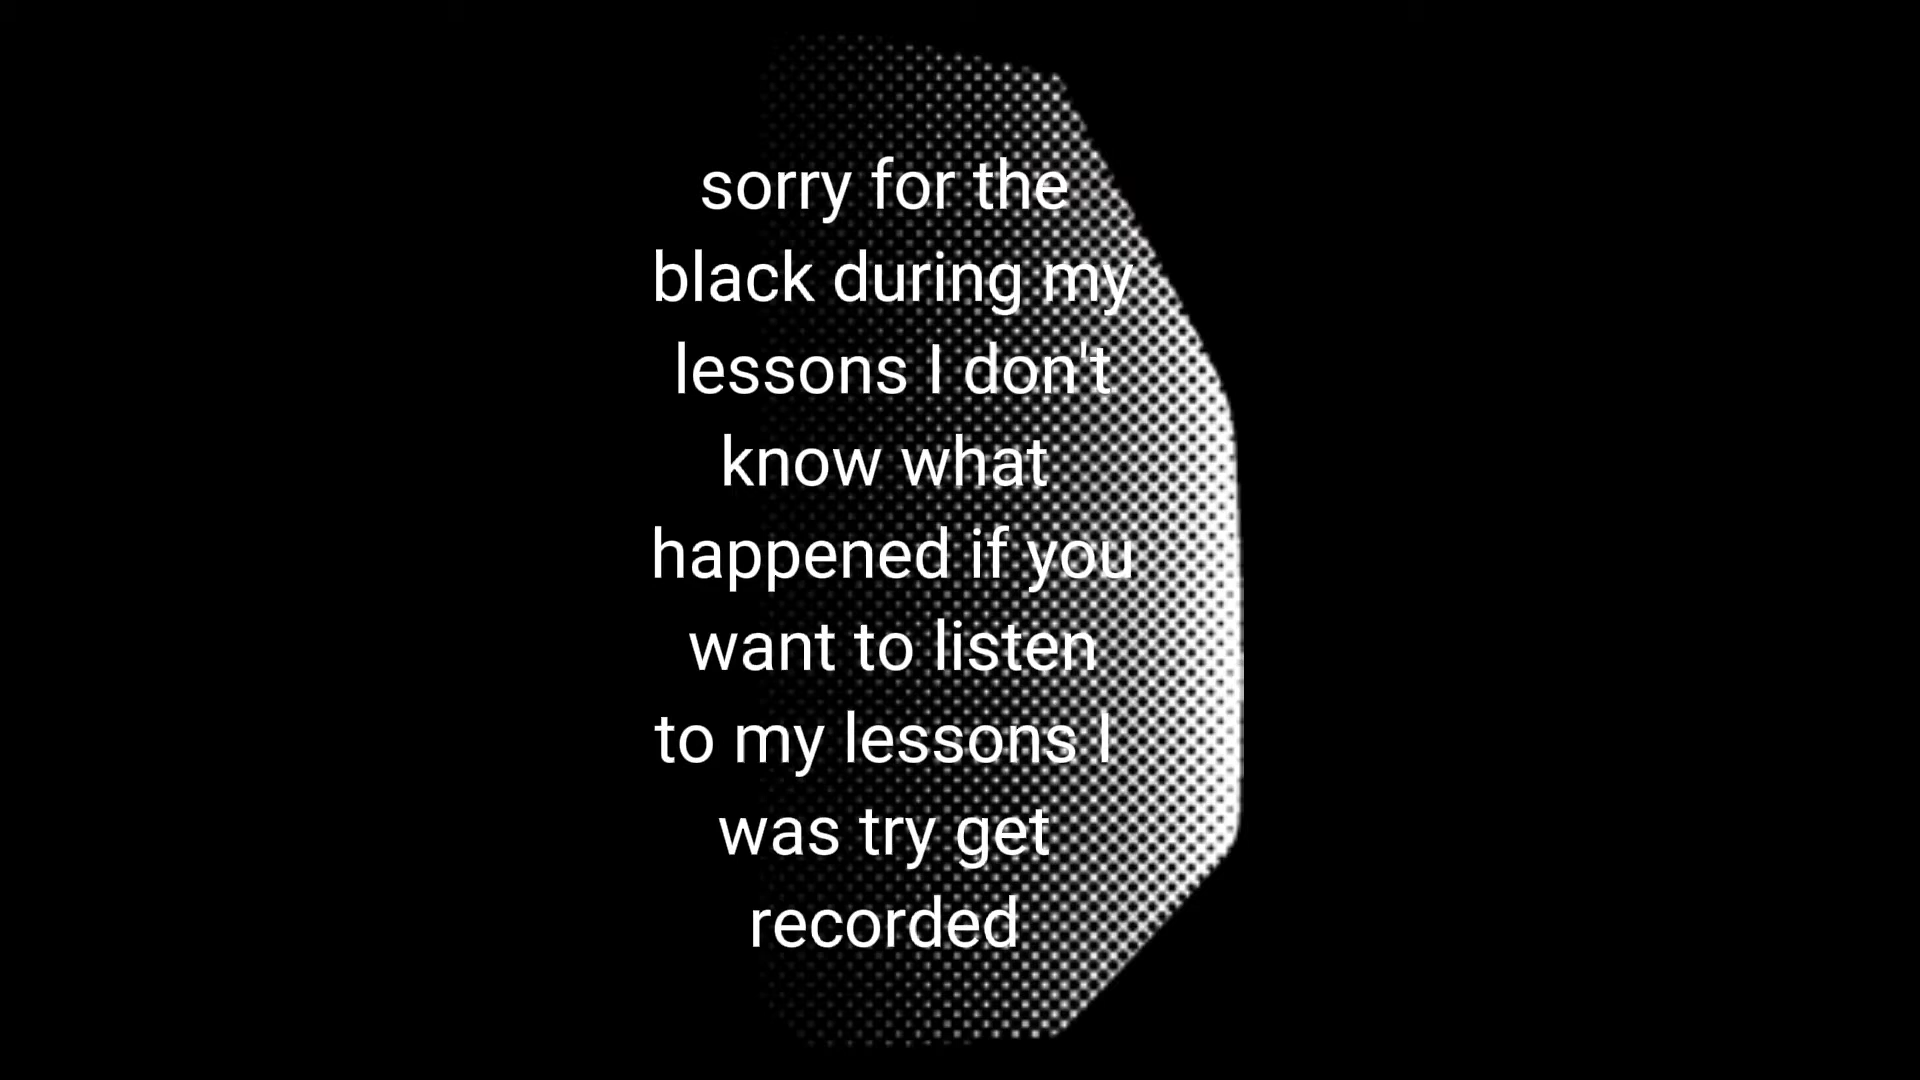 sorry for the
black during my
lessons I don't
know what
happened if you
want to listen
to my lessons I
was try get
recorded